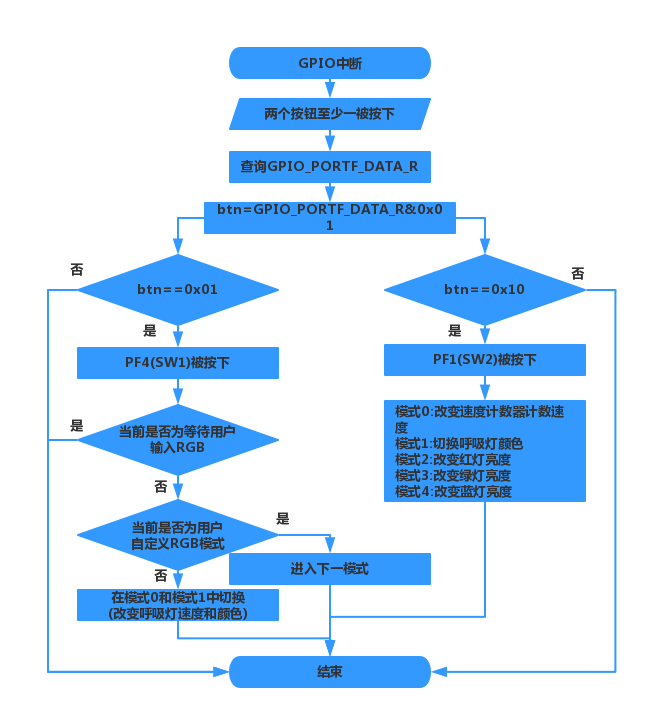 GPIO中断
两个按钮至少一被按下
查询GPIO_PORTF_DATA_R
btn=GPIO_PORTF_DATA_R&0x0
1
否
btn==0x01
btn==0x10
否
是
是
PF4(SW1)被按下
PF1(SW2)被按下
是
当前是否为等待用户
输入RGB
模式0:改变速度计数器计数速
度
模式1:切换呼吸灯颜色
模式2:改变红灯亮度
模式3:改变绿灯亮度
模式4:改变蓝灯亮度
否
当前是否为用户
自定义RGB模式
是
否
进入下一模式
在模式0和模式1中切换
(改变呼吸灯速度和颜色)
结束